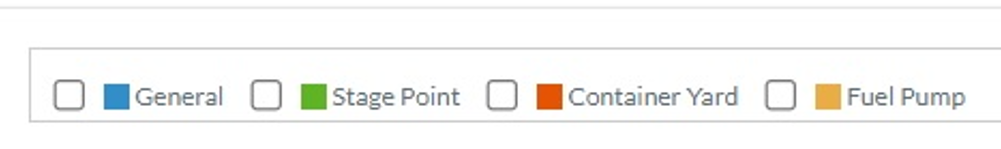 General Stage Point Container Yard Fuel Pump